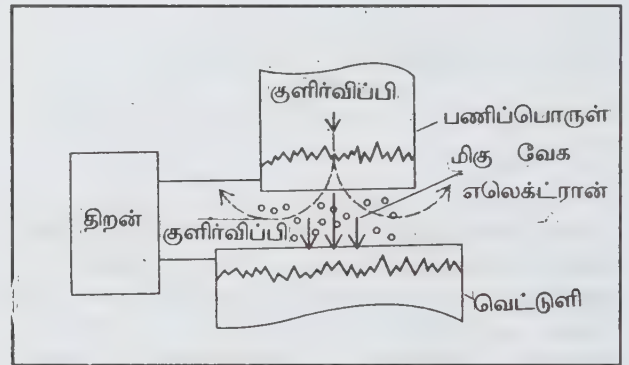 குளிர்விப்பி
பணிப்பொருள்
மிகு வேக
எலெக்ட்ரான்
திறன்
குளிர்விப்பி
வெட்டுளி